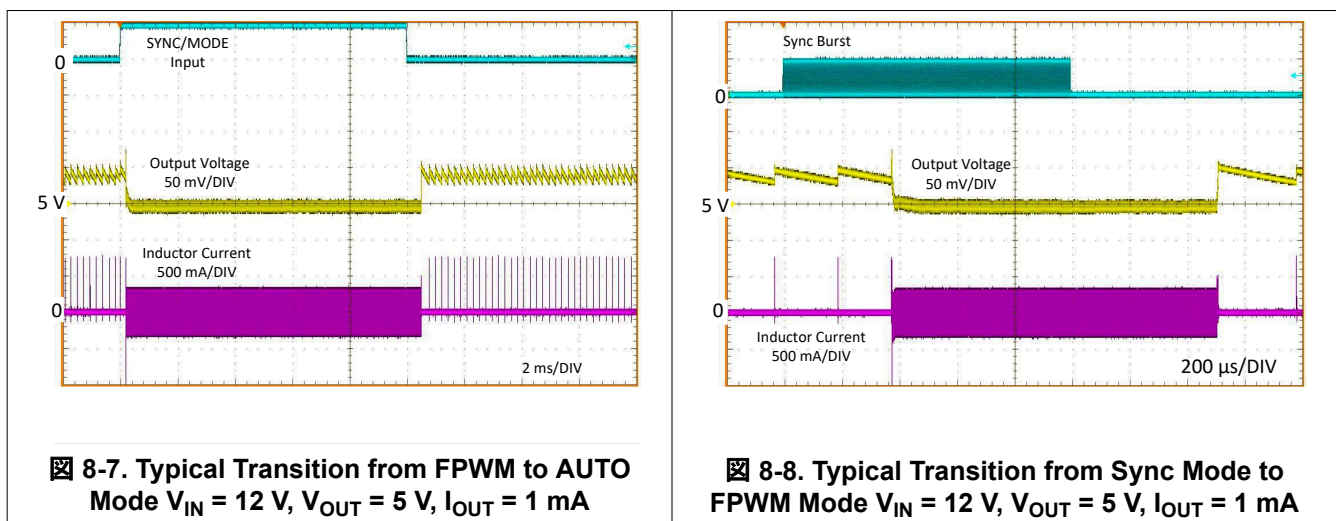 SYNC/MODE
Input
0
Output Voltage
50 mV/DIV
5 V
Inductor Current
500 mA/DIV
0
2 ms/DIV
図 8-7. Typical Transition from FPWM to AUTO
Mode VIN = 12 V, VOUT = 5 V, IOUT = 1 mA
Sync Burst
0
Output Voltage
50 mV/DIV
5 V
0
Inductor Current
500 mA/DIV
200 µs/DIV
図 8-8. Typical Transition from Sync Mode to
FPWM Mode VIN = 12 V, VOUT = 5 V, IOUT = 1 mA